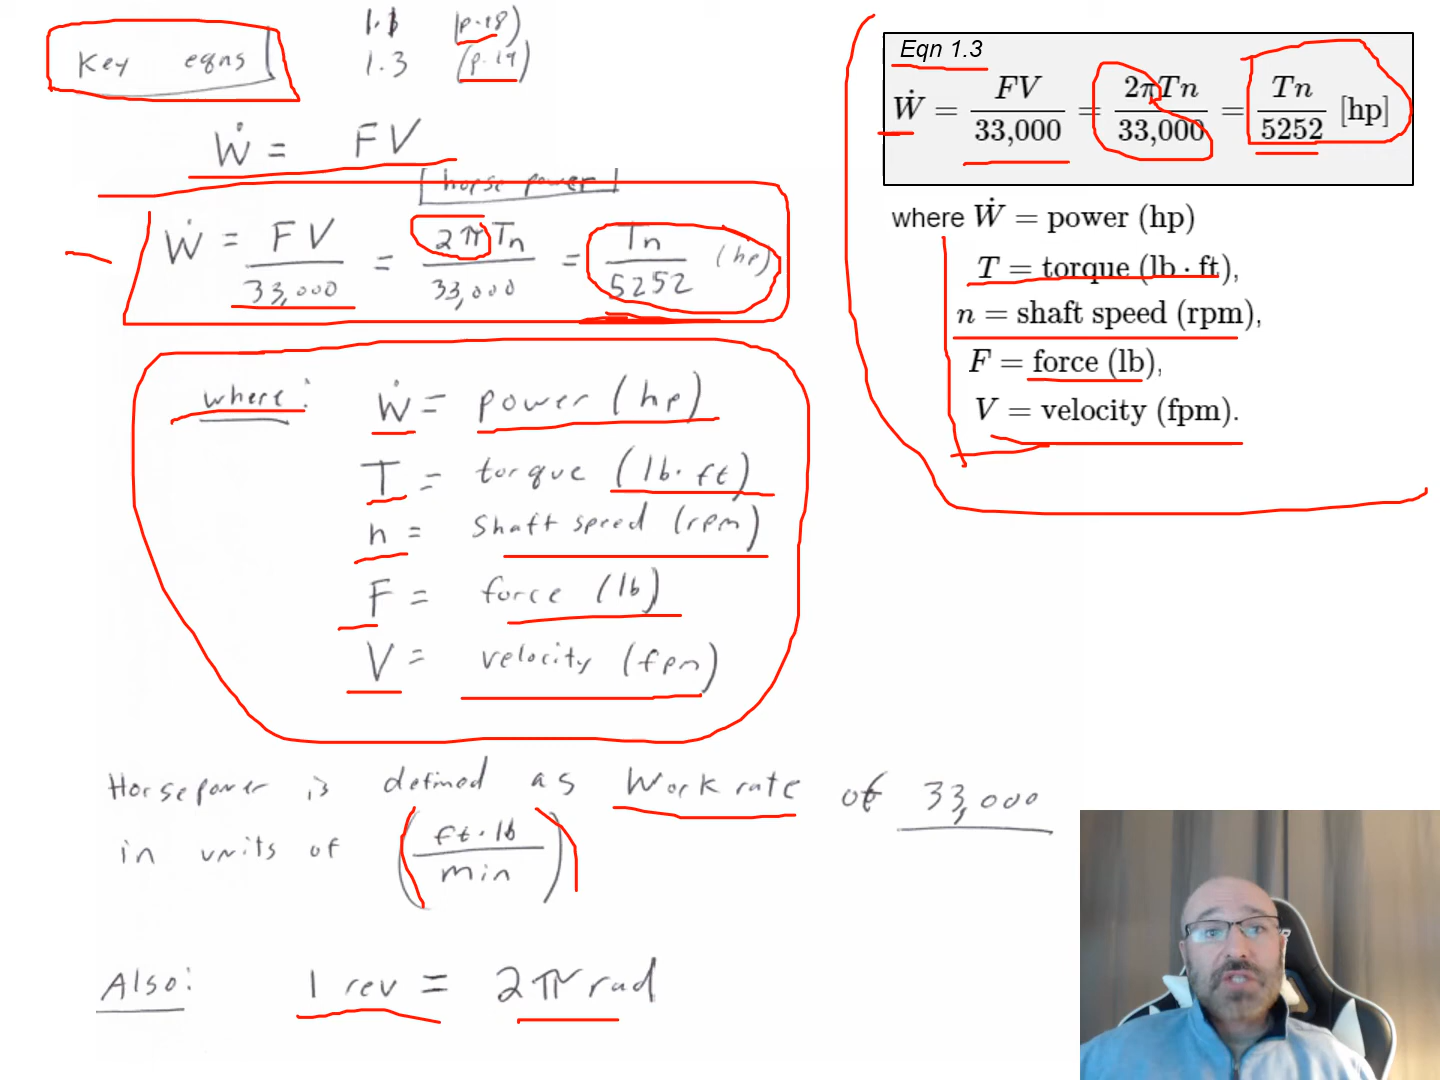 Key eqns
1.1 (p.18)
1.3 (p.19)
Ẇ = FV
horse power
Ẇ = FV / 33,000 = 2πTn / 33,000 = Tn / 5252 (hp)
where: Ẇ = power (hp)
T = torque (lb·ft)
n = shaft speed (rpm)
F = force (lb)
V = velocity (fpm)
Horsepower is defined as Work rate of 33,000
in units of (ft·lb / min)
Also: 1 rev = 2π rad
Eqn 1.3
Ẇ = FV / 33,000 = 2πTn / 33,000 = Tn / 5252 [hp]
where Ẇ = power (hp)
T = torque (lb · ft),
n = shaft speed (rpm),
F = force (lb),
V = velocity (fpm).